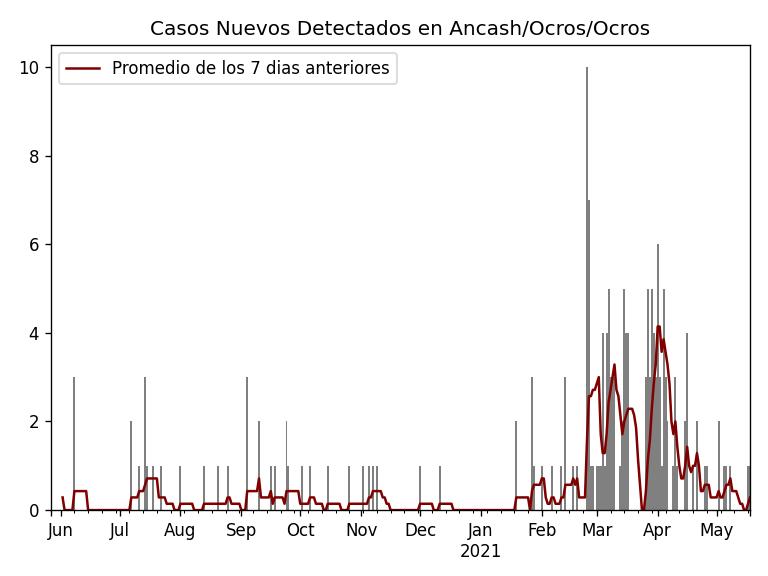 Casos Nuevos Detectados en Ancash/Ocros/Ocros
Promedio de los 7 dias anteriores
10
8
6
4
2
0
Jun Jul Aug Sep Oct Nov Dec Jan Feb Mar Apr May
2021